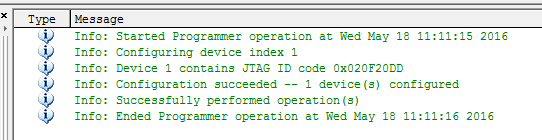 Type Message
Info: Started Programmer operation at Wed May 18 11:11:15 2016
Info: Configuring device index 1
Info: Device 1 contains JTAG ID code 0x020F20DD
Info: Configuration succeeded -- 1 device(s) configured
Info: Successfully performed operation(s)
Info: Ended Programmer operation at Wed May 18 11:11:16 2016